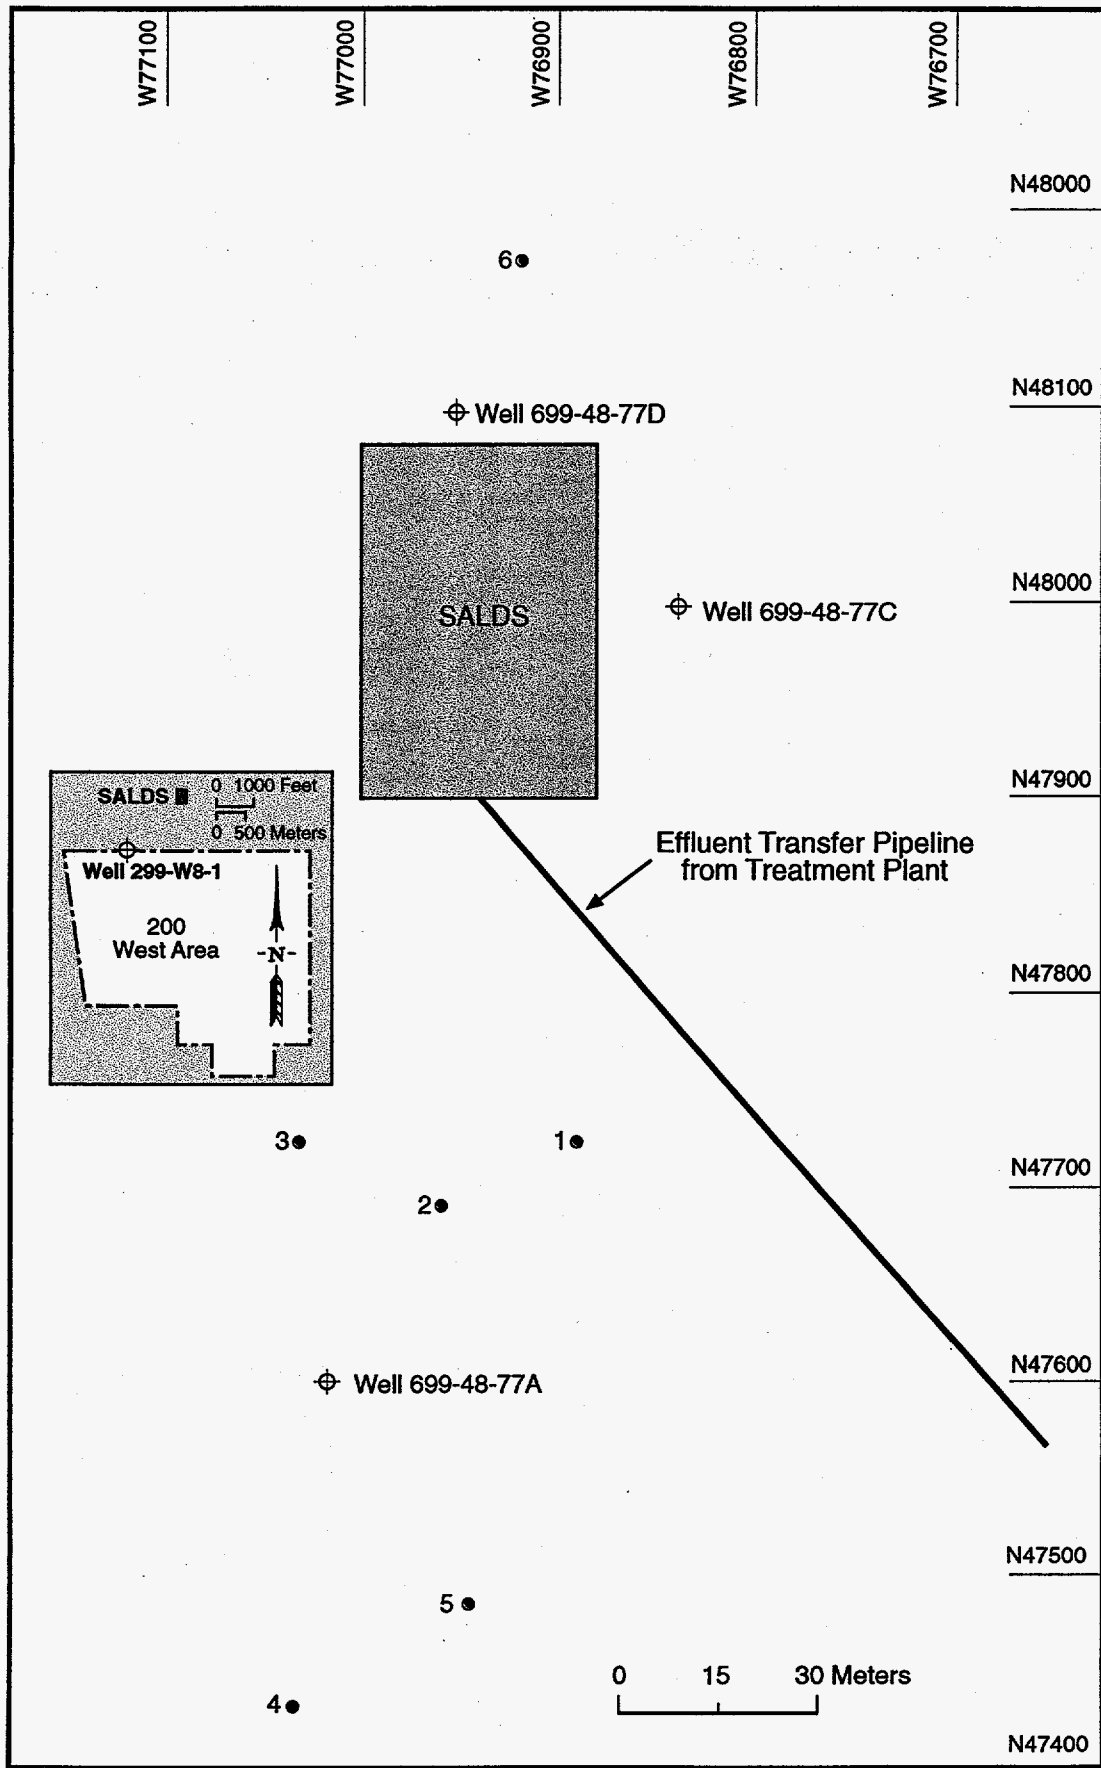 W77100
W77000
W76900
W76800
W76700
N48000
6
N48100
Well 699-48-77D
N48000
SALDS
Well 699-48-77C
N47900
SALDS
0 1000 Feet
0 500 Meters
Well 299-W8-1
200
West Area
-N-
Effluent Transfer Pipeline
from Treatment Plant
N47800
3
1
N47700
2
N47600
Well 699-48-77A
N47500
5
0 15 30 Meters
4
N47400